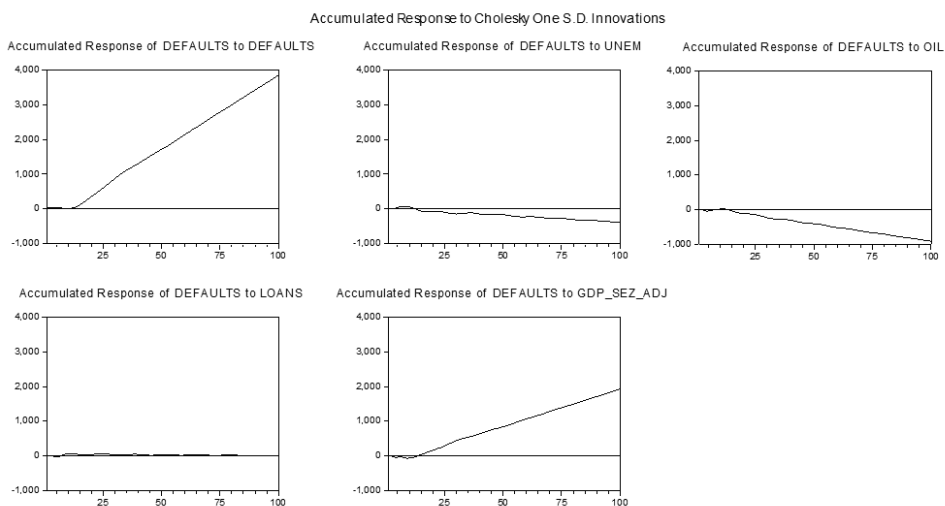 Accumulated Response to Cholesky One S.D. Innovations
Accumulated Response of DEFAULTS to DEFAULTS
4,000
3,000
2,000
1,000
0
-1,000
25 50 75 100
Accumulated Response of DEFAULTS to UNEM
4,000
3,000
2,000
1,000
0
-1,000
25 50 75 100
Accumulated Response of DEFAULTS to OIL
4,000
3,000
2,000
1,000
0
-1,000
25 50 75 100
Accumulated Response of DEFAULTS to LOANS
4,000
3,000
2,000
1,000
0
-1,000
25 50 75 100
Accumulated Response of DEFAULTS to GDP_SEZ_ADJ
4,000
3,000
2,000
1,000
0
-1,000
25 50 75 100